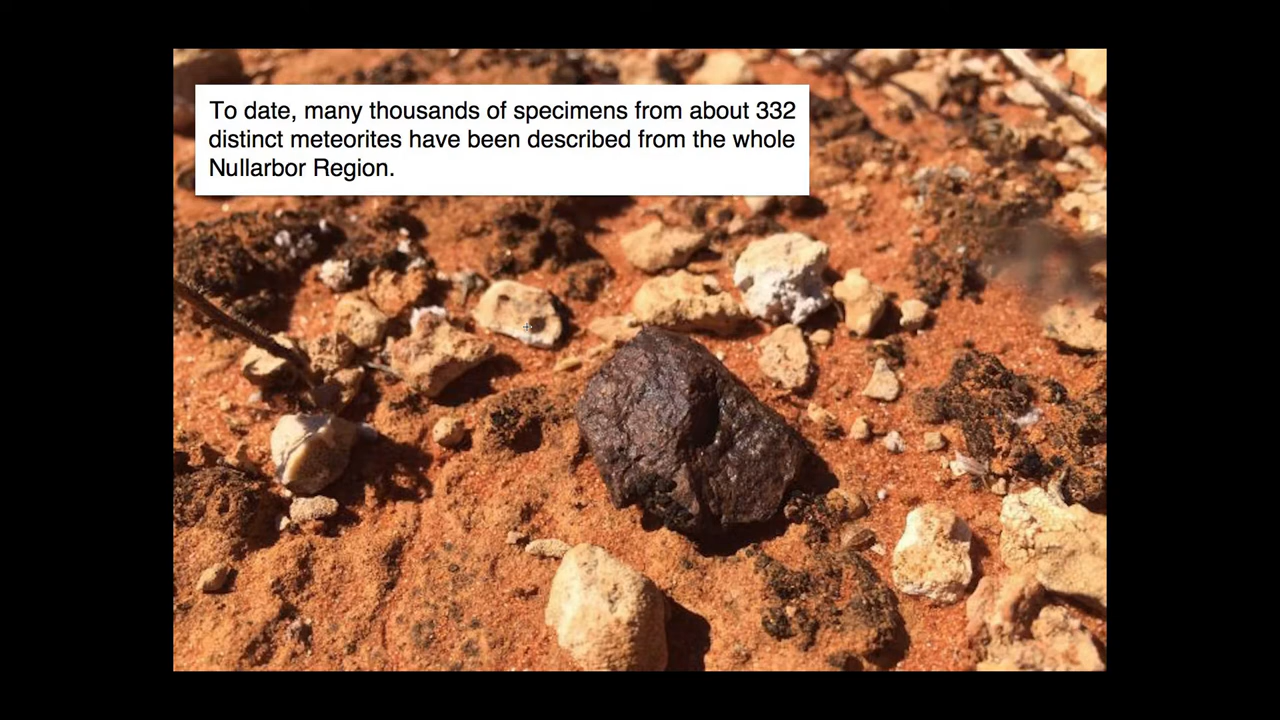 To date, many thousands of specimens from about 332
distinct meteorites have been described from the whole
Nullarbor Region.